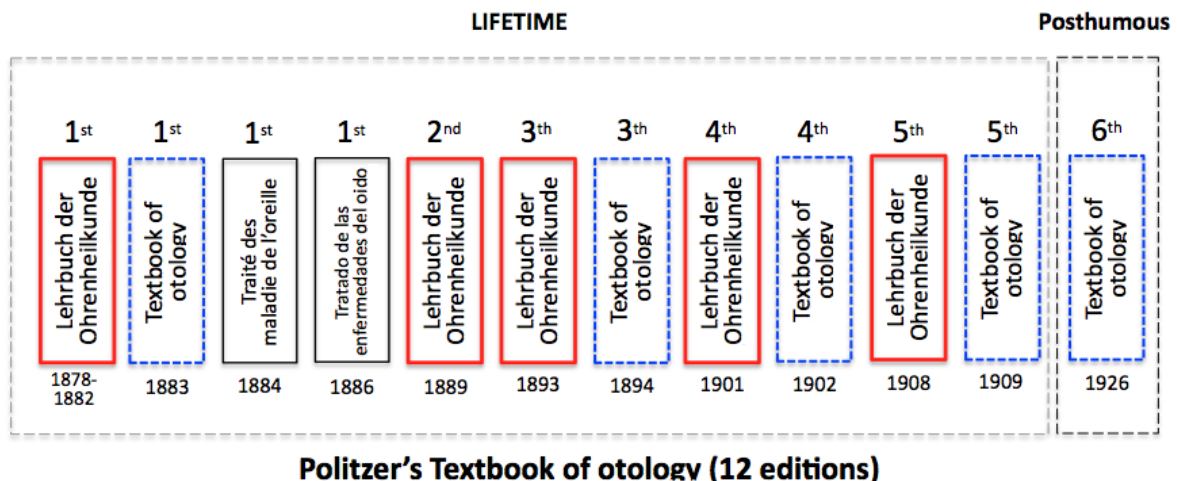 LIFETIME
Posthumous
1st
1st
1st
1st
2nd
3th
3th
4th
4th
5th
5th
6th
Lehrbuch der
Ohrenheilkunde
Textbook of
otology
Traité des
maladie de l'oreille
Tratado de las
enfermedades del oido
Lehrbuch der
Ohrenheilkunde
Lehrbuch der
Ohrenheilkunde
Textbook of
otology
Lehrbuch der
Ohrenheilkunde
Textbook of
otology
Lehrbuch der
Ohrenheilkunde
Textbook of
otology
Textbook of
otology
1878-
1882
1883
1884
1886
1889
1893
1894
1901
1902
1908
1909
1926
Politzer's Textbook of otology (12 editions)